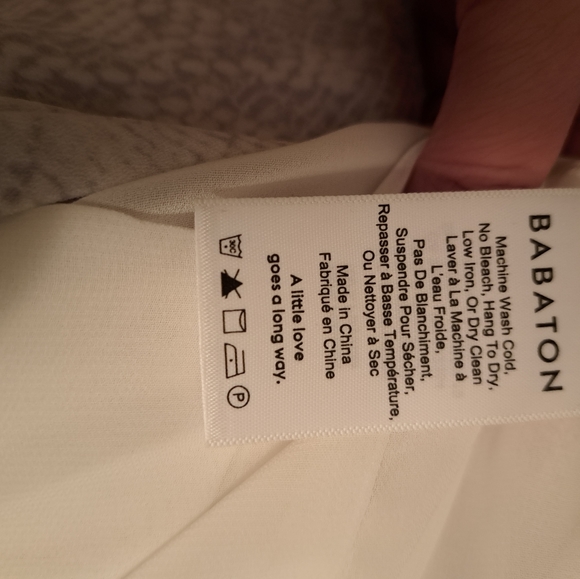 BABATON
Machine Wash Cold,
No Bleach, Hang To Dry,
Low Iron, Or Dry Clean
Laver à La Machine à
L'eau Froide,
Pas De Blanchiment,
Suspendre Pour Sécher,
Repasser à Basse Température,
Ou Nettoyer à Sec
Made in China
Fabriqué en Chine
A little love
goes a long way.
30C
P